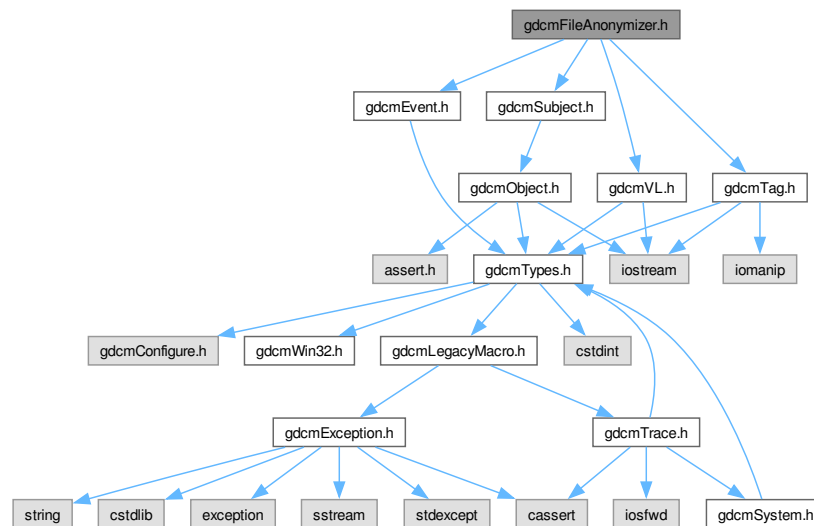 gdcmFileAnonymizer.h
gdcmEvent.h
gdcmSubject.h
gdcmObject.h
gdcmVL.h
gdcmTag.h
assert.h
gdcmTypes.h
iostream
iomanip
gdcmConfigure.h
gdcmWin32.h
gdcmLegacyMacro.h
cstdint
gdcmException.h
gdcmTrace.h
string
cstdlib
exception
sstream
stdexcept
cassert
iosfwd
gdcmSystem.h